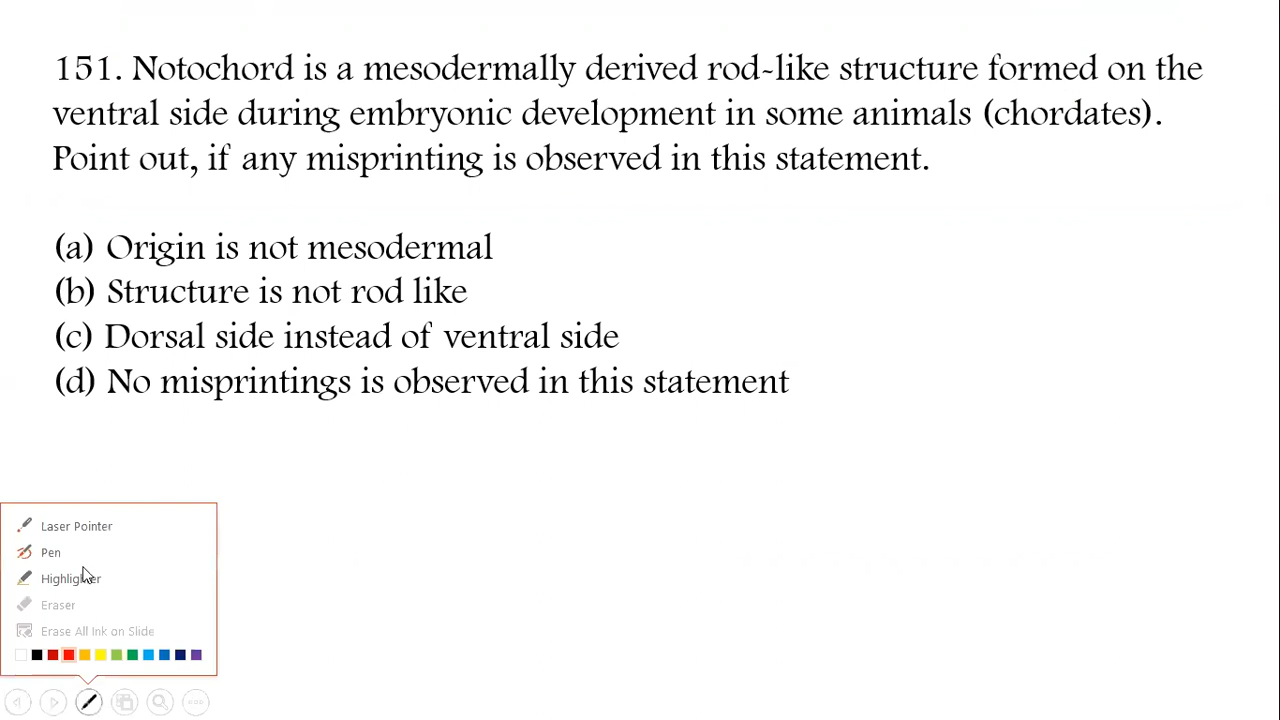 151. Notochord is a mesodermally derived rod-like structure formed on the
ventral side during embryonic development in some animals (chordates).
Point out, if any misprinting is observed in this statement.
(a) Origin is not mesodermal
(b) Structure is not rod like
(c) Dorsal side instead of ventral side
(d) No misprintings is observed in this statement
Laser Pointer
Pen
Highlighter
Eraser
Erase All Ink on Slide